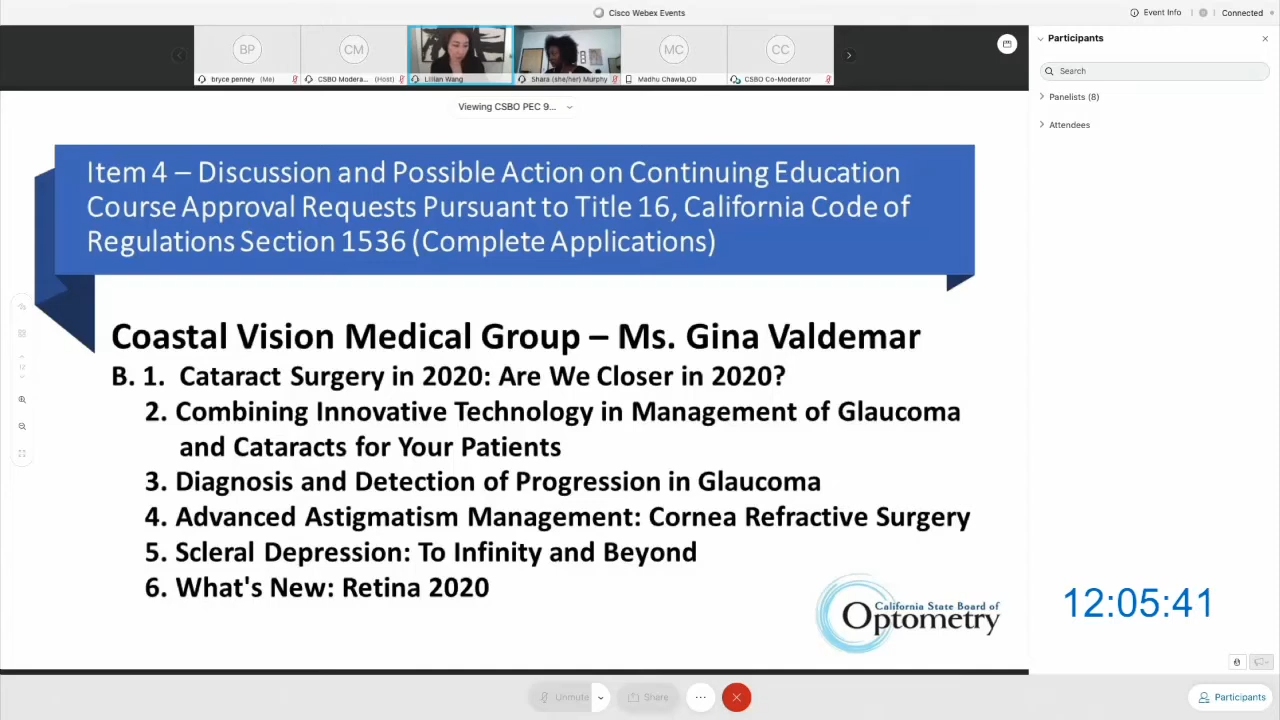 Cisco Webex Events
Event Info
Connected
BP
CM
MC
CC
bryce penney (Me)
CSBO Modera... (Host)
Lillian Wang
Shara (she/her) Murphy
Madhu Chawla,OD
CSBO Co-Moderator
Viewing CSBO PEC 9...
Participants
Search
Panelists (8)
Attendees
Item 4 – Discussion and Possible Action on Continuing Education
Course Approval Requests Pursuant to Title 16, California Code of
Regulations Section 1536 (Complete Applications)
Coastal Vision Medical Group – Ms. Gina Valdemar
B. 1. Cataract Surgery in 2020: Are We Closer in 2020?
2. Combining Innovative Technology in Management of Glaucoma
and Cataracts for Your Patients
3. Diagnosis and Detection of Progression in Glaucoma
4. Advanced Astigmatism Management: Cornea Refractive Surgery
5. Scleral Depression: To Infinity and Beyond
6. What's New: Retina 2020
California State Board of
Optometry
12
12:05:41
Unmute
Share
Participants